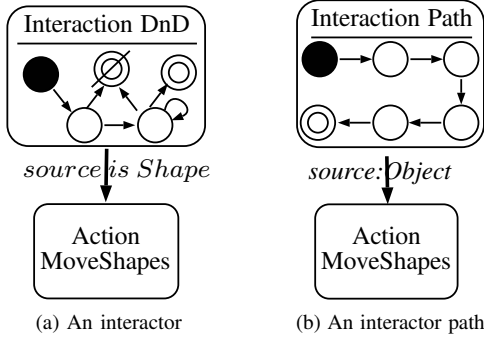 Interaction DnD
source is Shape
Action
MoveShapes
(a) An interactor
Interaction Path
source:Object
Action
MoveShapes
(b) An interactor path